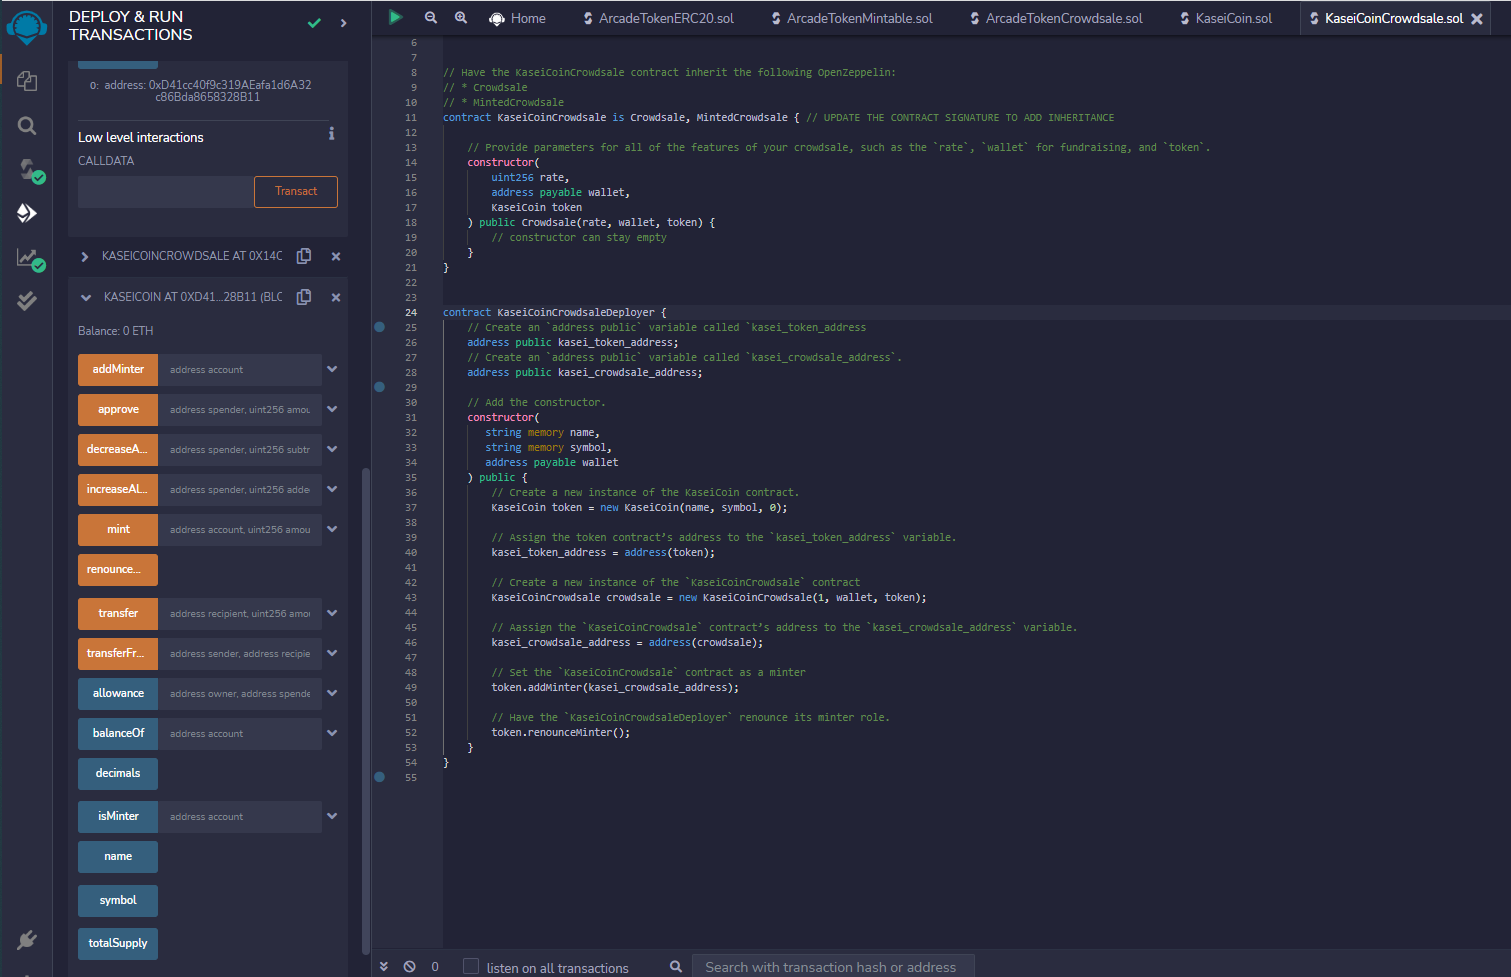 DEPLOY & RUN
TRANSACTIONS
0: address: 0xD41cc40f9c319AEafa1d6A32
c86Bda8658328B11
Low level interactions
CALLDATA
Transact
KASEICOINCROWDSALE AT 0X14C
KASEICOIN AT 0XD41...28B11 (BLC
Balance: 0 ETH
addMinter address account
approve address spender, uint256 amou
decreaseA... address spender, uint256 subtr
increaseAl... address spender, uint256 adde
mint address account, uint256 amou
renounce...
transfer address recipient, uint256 amou
transferFr... address sender, address recipie
allowance address owner, address spende
balanceOf address account
decimals
isMinter address account
name
symbol
totalSupply
Home ArcadeTokenERC20.sol ArcadeTokenMintable.sol ArcadeTokenCrowdsale.sol KaseiCoin.sol KaseiCoinCrowdsale.sol
6
7
8 // Have the KaseiCoinCrowdsale contract inherit the following OpenZeppelin:
9 // * Crowdsale
10 // * MintedCrowdsale
11 contract KaseiCoinCrowdsale is Crowdsale, MintedCrowdsale { // UPDATE THE CONTRACT SIGNATURE TO ADD INHERITANCE
12
13 // Provide parameters for all of the features of your crowdsale, such as the `rate`, `wallet` for fundraising, and `token`.
14 constructor(
15 uint256 rate,
16 address payable wallet,
17 KaseiCoin token
18 ) public Crowdsale(rate, wallet, token) {
19 // constructor can stay empty
20 }
21 }
22
23
24 contract KaseiCoinCrowdsaleDeployer {
25 // Create an `address public` variable called `kasei_token_address
26 address public kasei_token_address;
27 // Create an `address public` variable called `kasei_crowdsale_address`.
28 address public kasei_crowdsale_address;
29
30 // Add the constructor.
31 constructor(
32 string memory name,
33 string memory symbol,
34 address payable wallet
35 ) public {
36 // Create a new instance of the KaseiCoin contract.
37 KaseiCoin token = new KaseiCoin(name, symbol, 0);
38
39 // Assign the token contract’s address to the `kasei_token_address` variable.
40 kasei_token_address = address(token);
41
42 // Create a new instance of the `KaseiCoinCrowdsale` contract
43 KaseiCoinCrowdsale crowdsale = new KaseiCoinCrowdsale(1, wallet, token);
44
45 // Aassign the `KaseiCoinCrowdsale` contract’s address to the `kasei_crowdsale_address` variable.
46 kasei_crowdsale_address = address(crowdsale);
47
48 // Set the `KaseiCoinCrowdsale` contract as a minter
49 token.addMinter(kasei_crowdsale_address);
50
51 // Have the `KaseiCoinCrowdsaleDeployer` renounce its minter role.
52 token.renounceMinter();
53 }
54 }
55
0 listen on all transactions Search with transaction hash or address